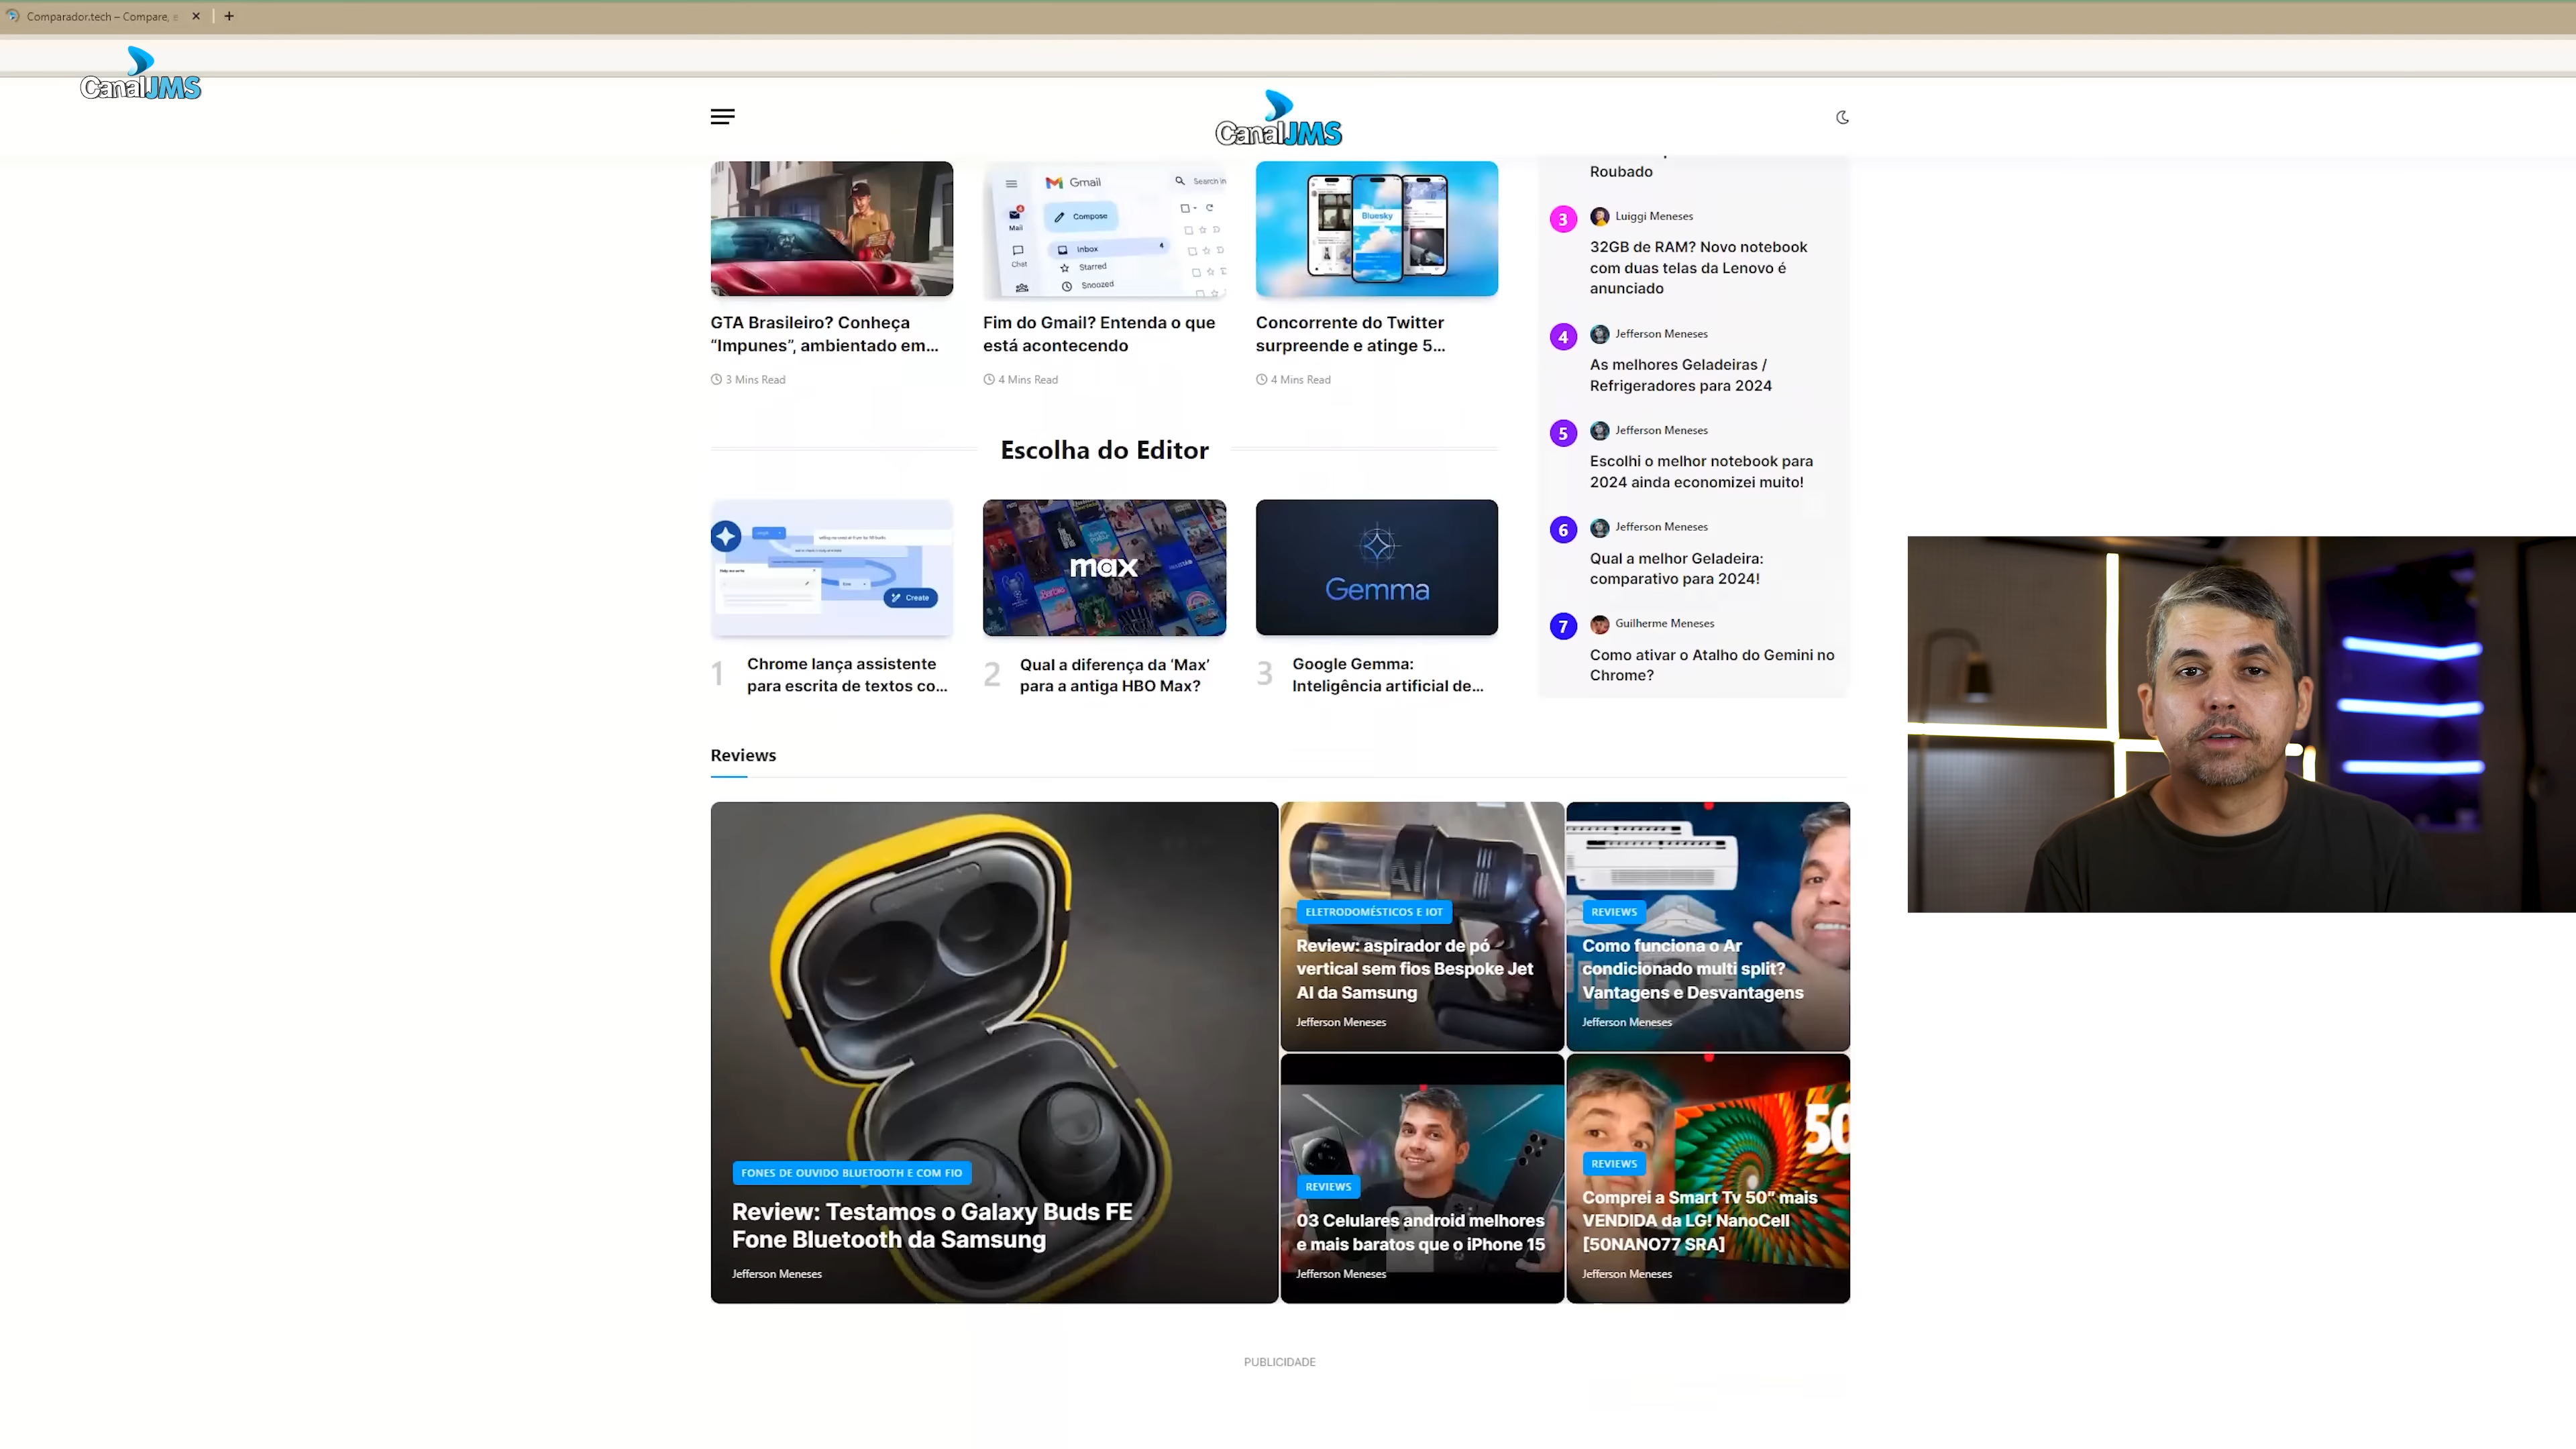 Comparador.tech – Compare,
CanalJMS
CanalJMS
Gmail
Search in
Compose
Mail
Inbox
4
Chat
Starred
Snoozed
Bluesky
GTA Brasileiro? Conheça
“Impunes”, ambientado em...
3 Mins Read
Fim do Gmail? Entenda o que
está acontecendo
4 Mins Read
Concorrente do Twitter
surpreende e atinge 5...
4 Mins Read
Roubado
3
Luiggi Meneses
32GB de RAM? Novo notebook
com duas telas da Lenovo é
anunciado
4
Jefferson Meneses
As melhores Geladeiras /
Refrigeradores para 2024
5
Jefferson Meneses
Escolhi o melhor notebook para
2024 ainda economizei muito!
6
Jefferson Meneses
Qual a melhor Geladeira:
comparativo para 2024!
7
Guilherme Meneses
Como ativar o Atalho do Gemini no
Chrome?
Escolha do Editor
Create
max
Gemma
1
Chrome lança assistente
para escrita de textos co...
2
Qual a diferença da ‘Max’
para a antiga HBO Max?
3
Google Gemma:
Inteligência artificial de...
Reviews
FONES DE OUVIDO BLUETOOTH E COM FIO
Review: Testamos o Galaxy Buds FE
Fone Bluetooth da Samsung
Jefferson Meneses
AI
ELETRODOMÉSTICOS E IOT
Review: aspirador de pó
vertical sem fios Bespoke Jet
AI da Samsung
Jefferson Meneses
REVIEWS
Como funciona o Ar
condicionado multi split?
Vantagens e Desvantagens
Jefferson Meneses
REVIEWS
03 Celulares android melhores
e mais baratos que o iPhone 15
Jefferson Meneses
50
REVIEWS
Comprei a Smart Tv 50” mais
VENDIDA da LG! NanoCell
[50NANO77 SRA]
Jefferson Meneses
PUBLICIDADE